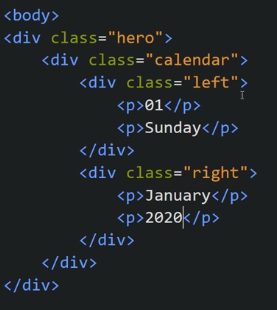 <body>
<div class="hero">
    <div class="calendar">
        <div class="left">
            <p>01</p>
            <p>Sunday</p>
        </div>
        <div class="right">
            <p>January</p>
            <p>2020</p>
        </div>
    </div>
</div>